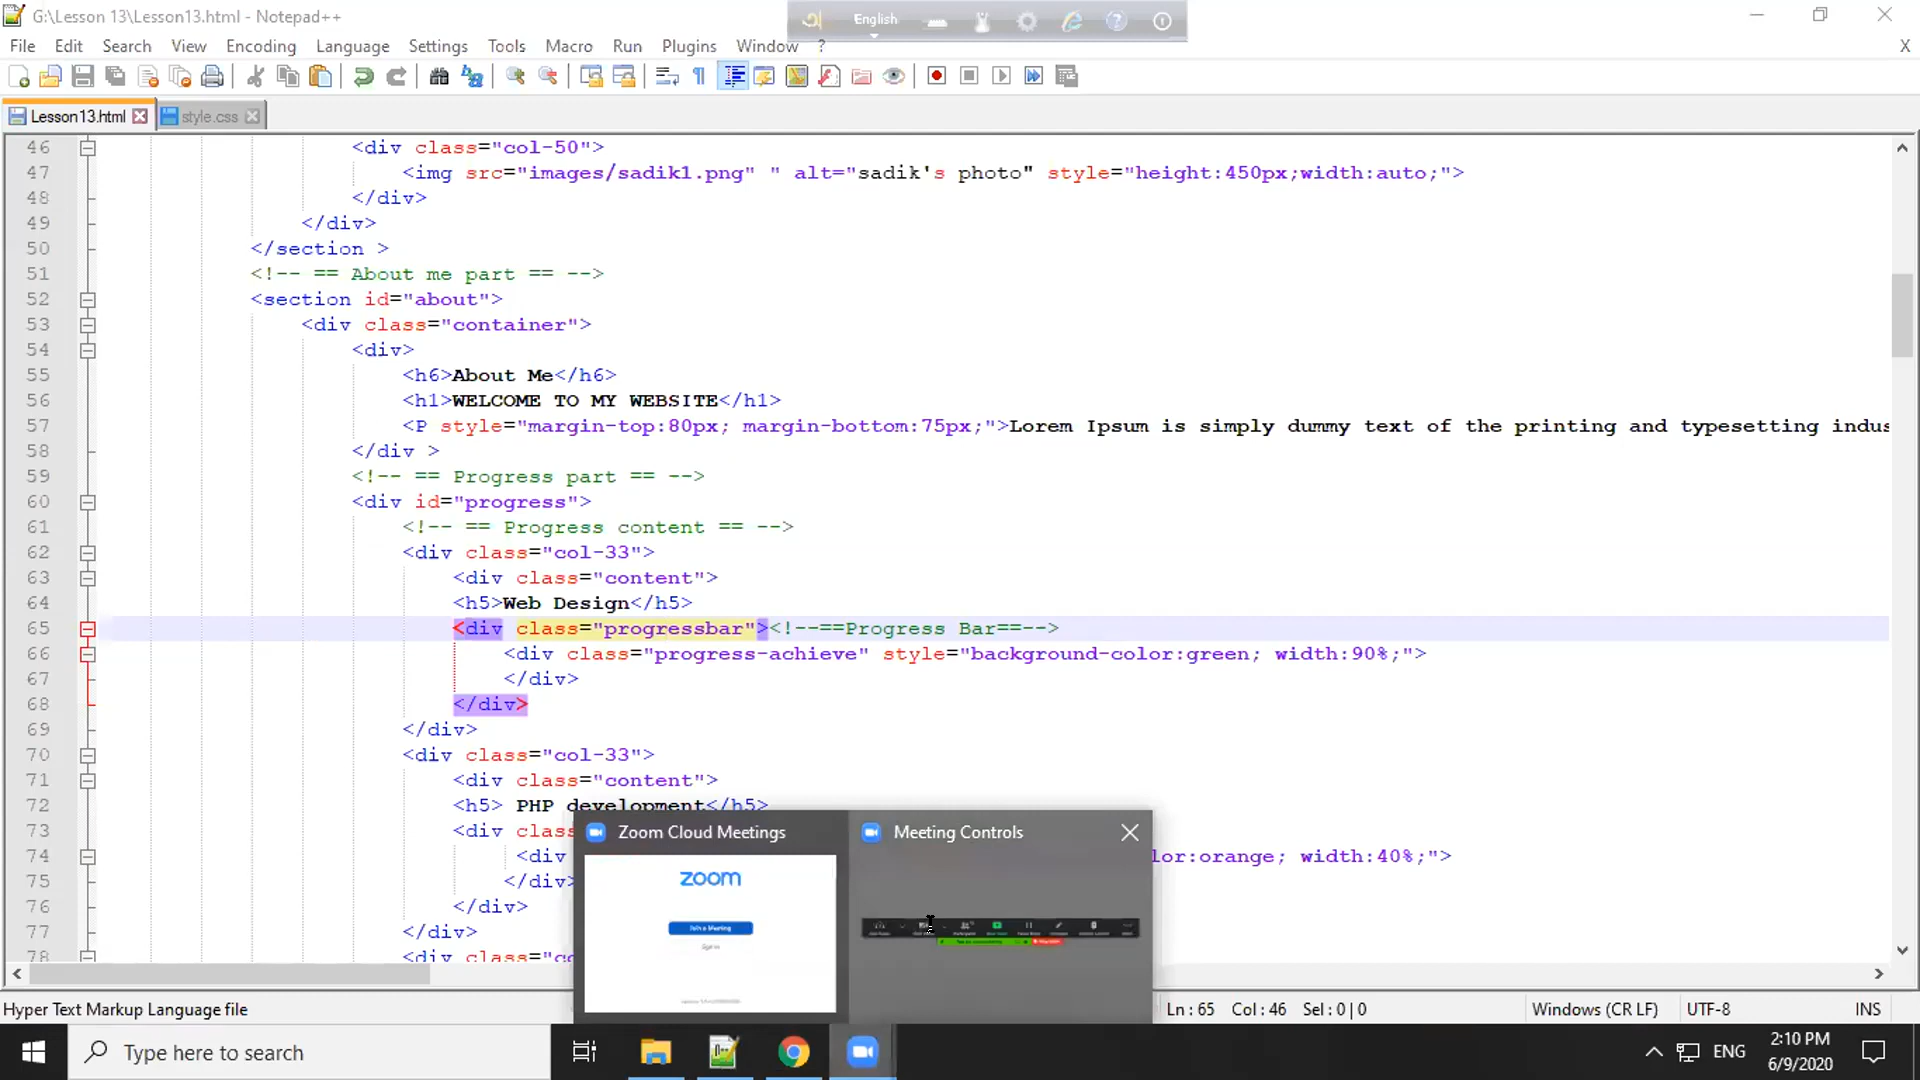 G:\Lesson 13\Lesson13.html - Notepad++
English
File Edit Search View Encoding Language Settings Tools Macro Run Plugins Window ? X
Lesson13.html style.css
46 <div class="col-50">
47 <img src="images/sadik1.png" " alt="sadik's photo" style="height:450px;width:auto;">
48 </div>
49 </div>
50 </section >
51 <!-- == About me part == -->
52 <section id="about">
53 <div class="container">
54 <div>
55 <h6>About Me</h6>
56 <h1>WELCOME TO MY WEBSITE</h1>
57 <P style="margin-top:80px; margin-bottom:75px;">Lorem Ipsum is simply dummy text of the printing and typesetting indus
58 </div >
59 <!-- == Progress part == -->
60 <div id="progress">
61 <!-- == Progress content == -->
62 <div class="col-33">
63 <div class="content">
64 <h5>Web Design</h5>
65 <div class="progressbar"><!--==Progress Bar==-->
66 <div class="progress-achieve" style="background-color:green; width:90%;">
67 </div>
68 </div>
69 </div>
70 <div class="col-33">
71 <div class="content">
72 <h5> PHP development</h5>
73 <div clas
74 <div lor:orange; width:40%;">
75 </div>
76 </div>
77 </div>
78 <div class="co
Zoom Cloud Meetings
Meeting Controls
zoom
Join a Meeting
Sign In
Hyper Text Markup Language file Ln : 65 Col : 46 Sel : 0 | 0 Windows (CR LF) UTF-8 INS
Type here to search
ENG
2:10 PM
6/9/2020